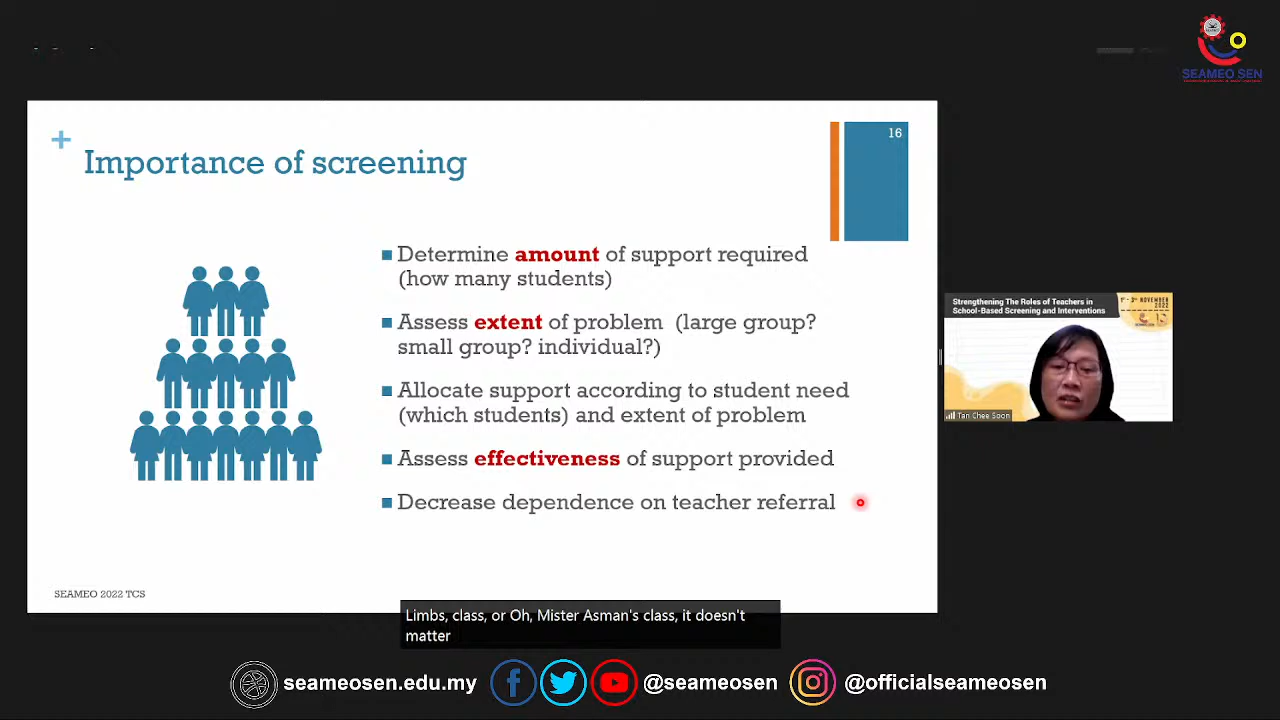 SEAMEO SEN
16
+
Importance of screening
Determine amount of support required
(how many students)
Assess extent of problem (large group?
small group? individual?)
Allocate support according to student need
(which students) and extent of problem
Assess effectiveness of support provided
Decrease dependence on teacher referral
SEAMEO 2022 TCS
Strengthening The Roles of Teachers in
School-Based Screening and Interventions
1st - 3rd NOVEMBER
2022
Tan Chee Soon
Limbs, class, or Oh, Mister Asman's class, it doesn't
matter
seameosen.edu.my
@seameosen
@officialseameosen